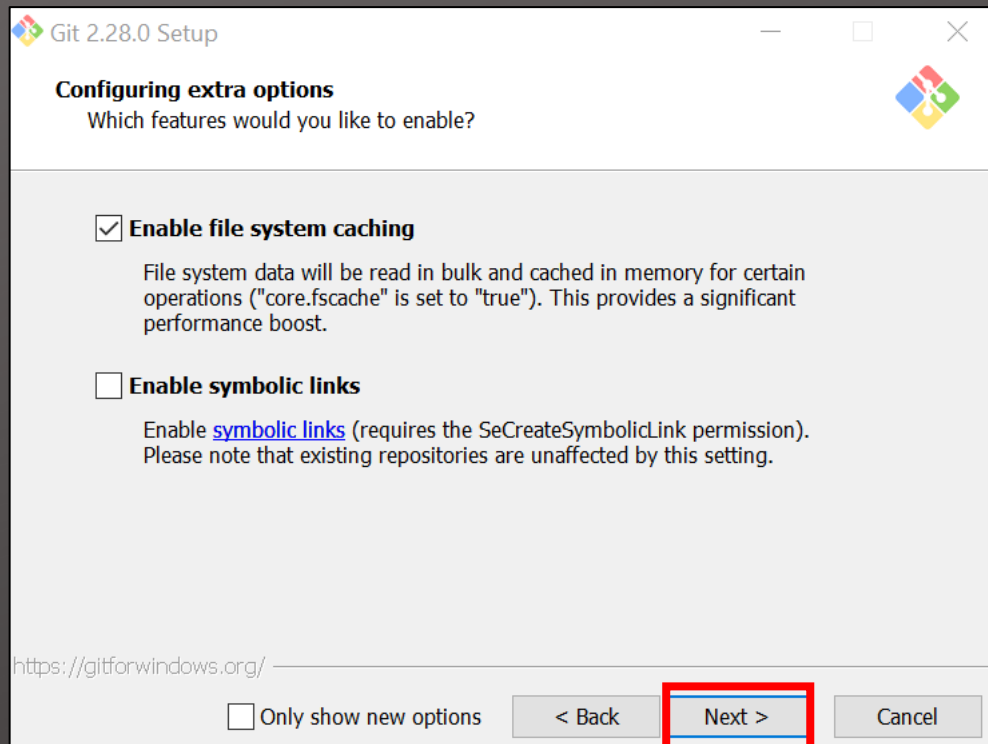 Git 2.28.0 Setup
Configuring extra options
Which features would you like to enable?
Enable file system caching
File system data will be read in bulk and cached in memory for certain
operations ("core.fscache" is set to "true"). This provides a significant
performance boost.
Enable symbolic links
Enable symbolic links (requires the SeCreateSymbolicLink permission).
Please note that existing repositories are unaffected by this setting.
https://gitforwindows.org/
Only show new options
< Back
Next >
Cancel